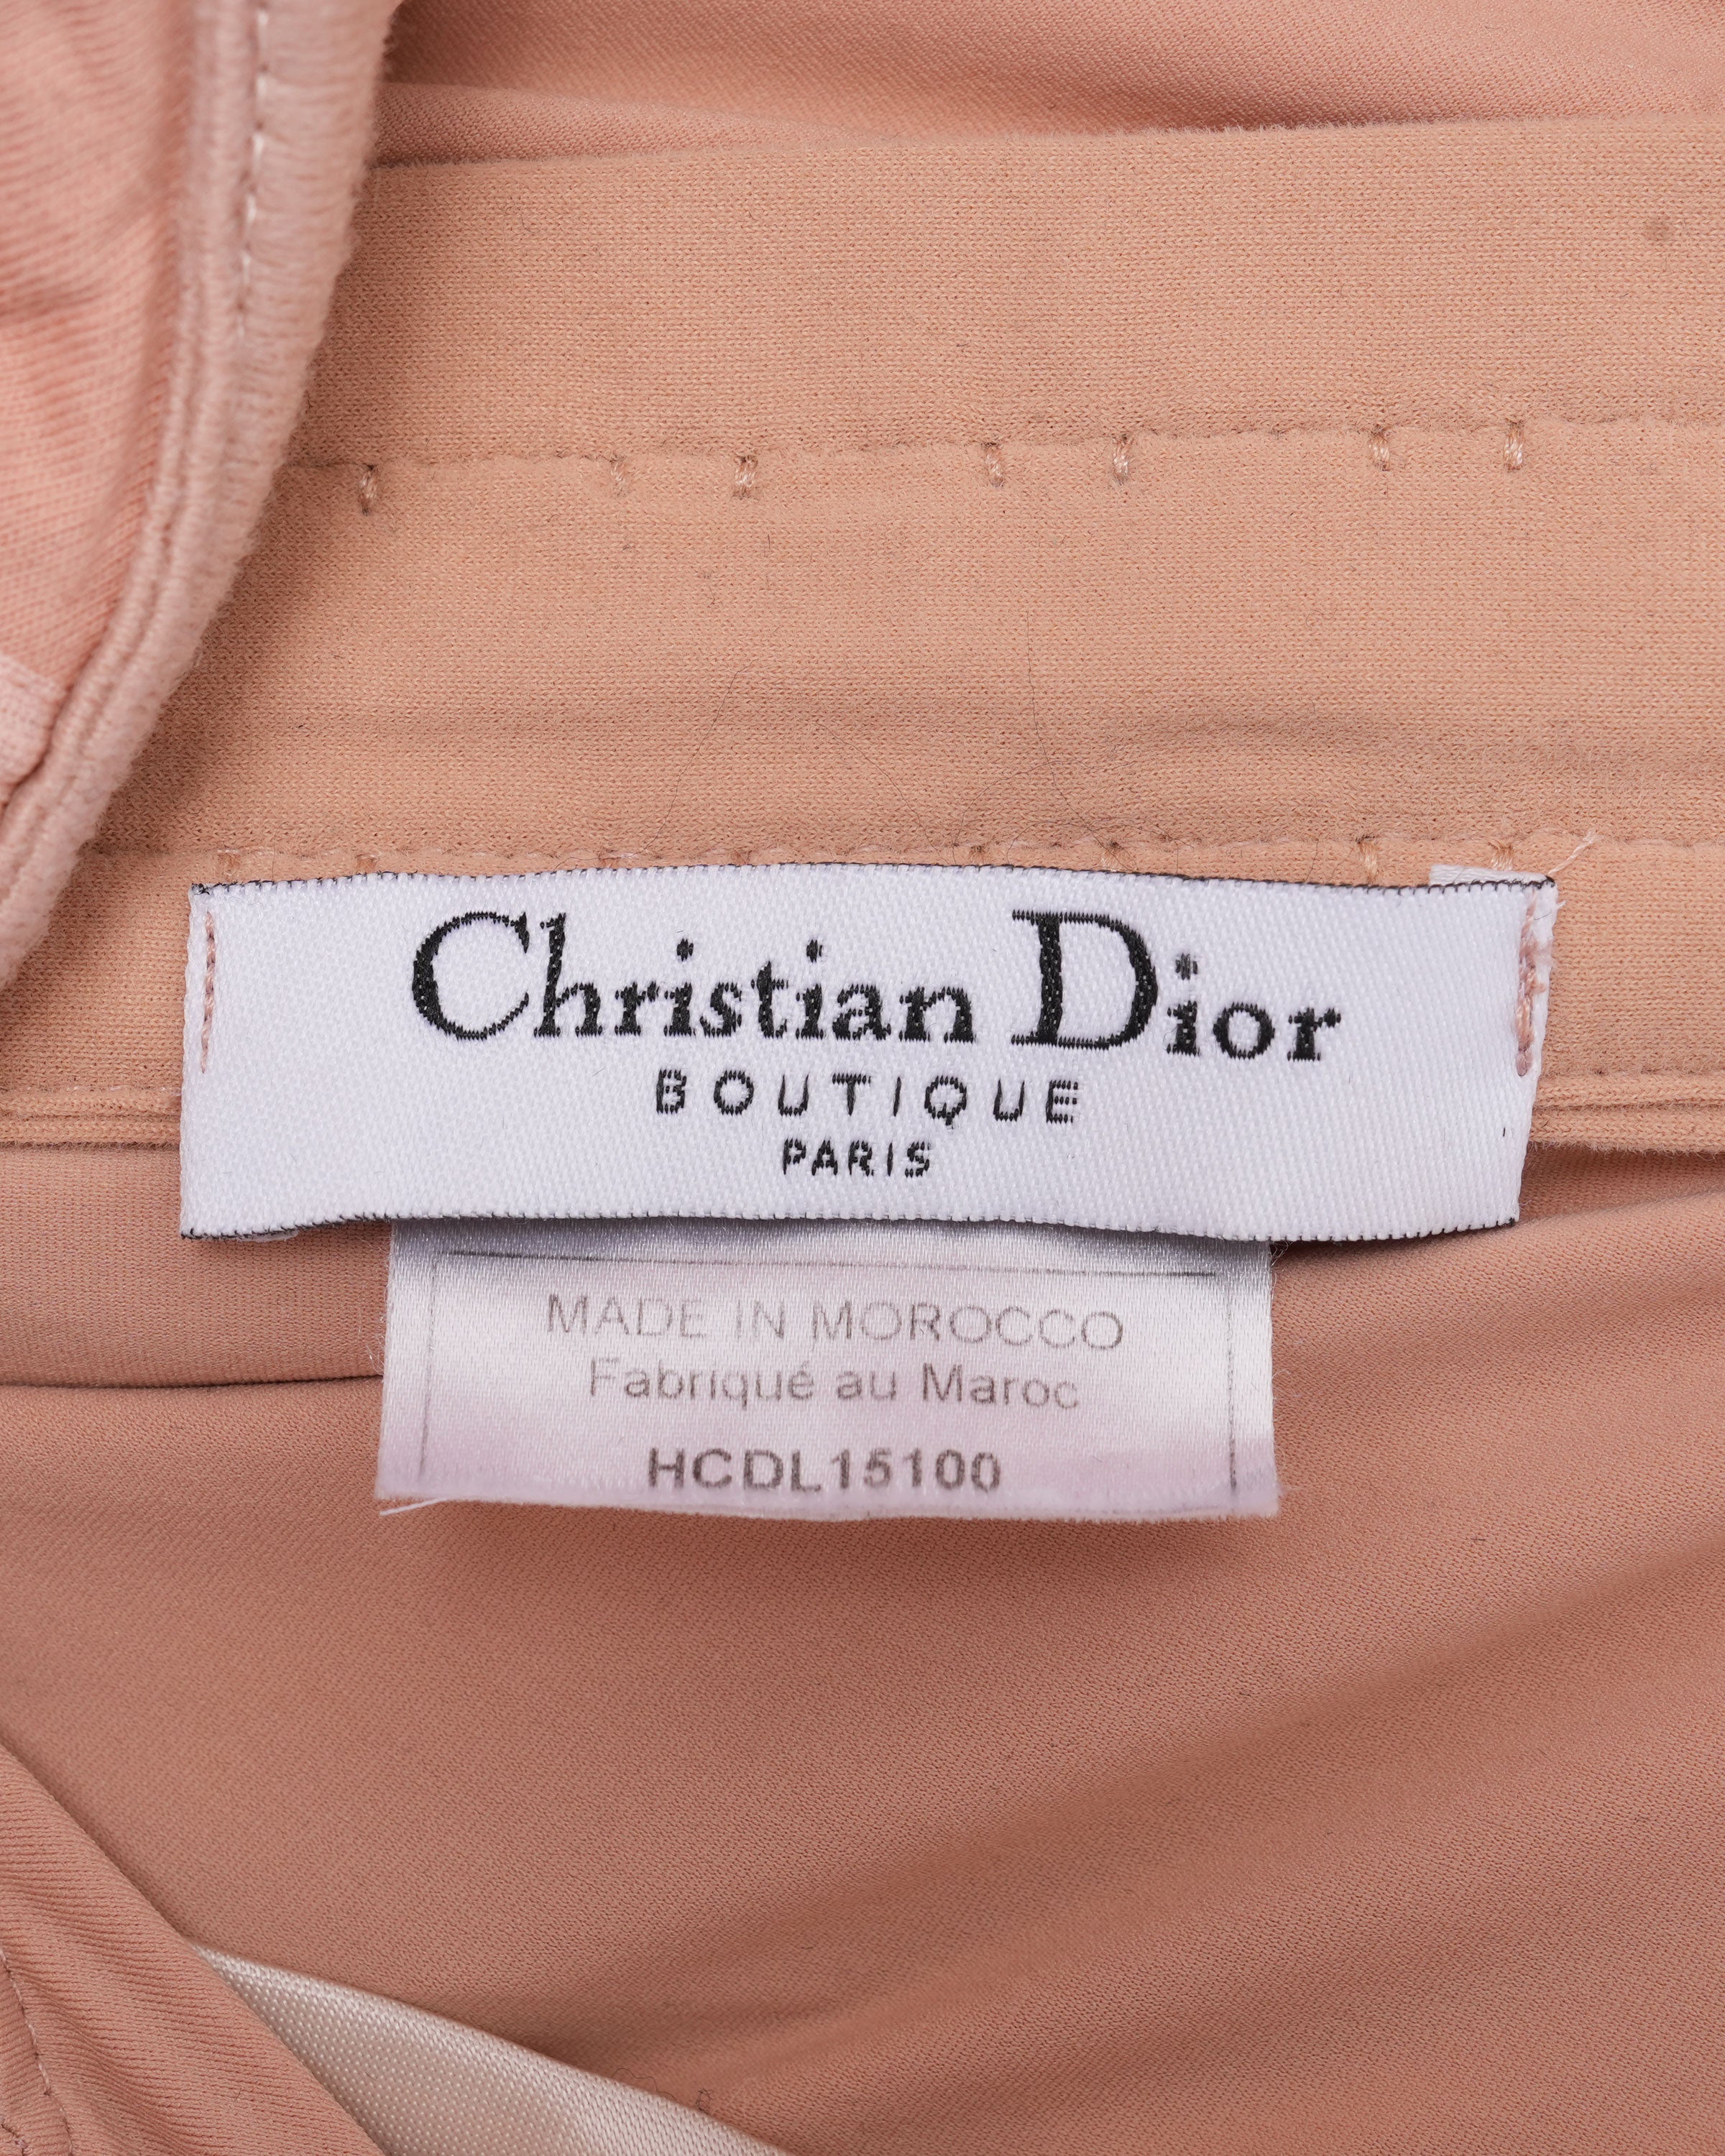 Christian Dior
BOUTIQUE
PARIS
MADE IN MOROCCO
Fabriqué au Maroc
HCDL15100